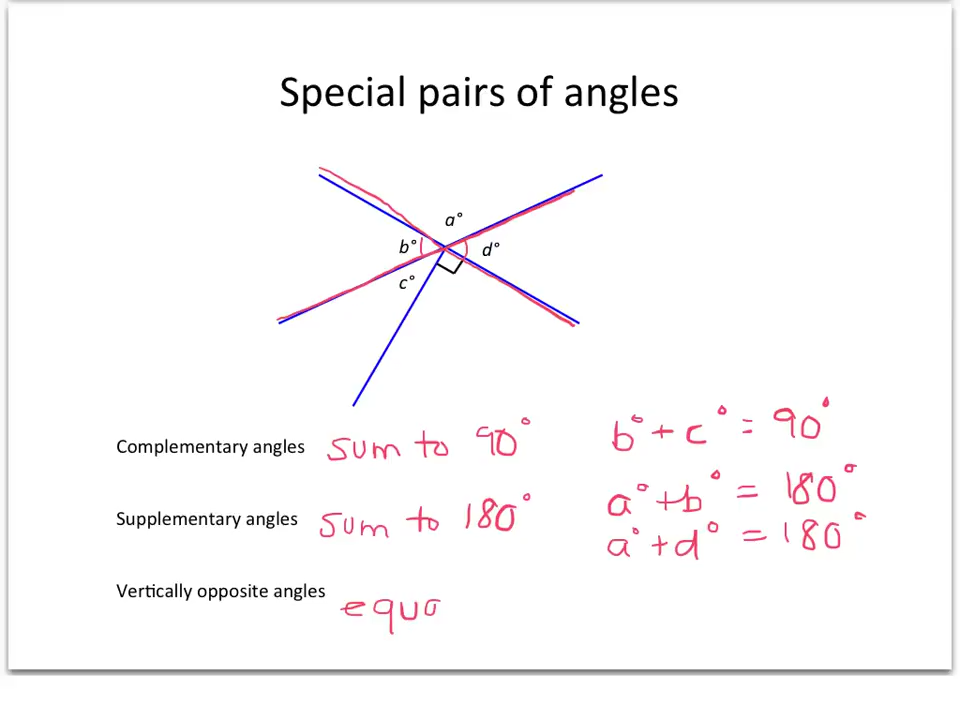 Special pairs of angles
a°
b°
d°
c°
Complementary angles sum to 90° b° + c° = 90°
Supplementary angles sum to 180° a° + b° = 180°
a° + d° = 180°
Vertically opposite angles equa